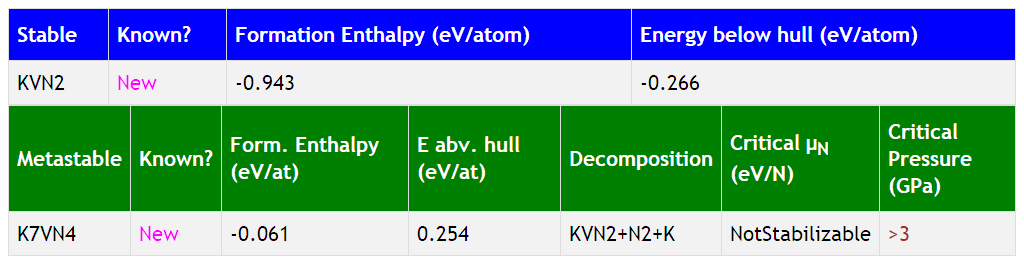 Stable Known? Formation Enthalpy (eV/atom) Energy below hull (eV/atom)
KVN2 New -0.943 -0.266
Metastable Known? Form. Enthalpy (eV/at) E abv. hull (eV/at) Decomposition Critical μN (eV/N) Critical Pressure (GPa)
K7VN4 New -0.061 0.254 KVN2+N2+K NotStabilizable >3